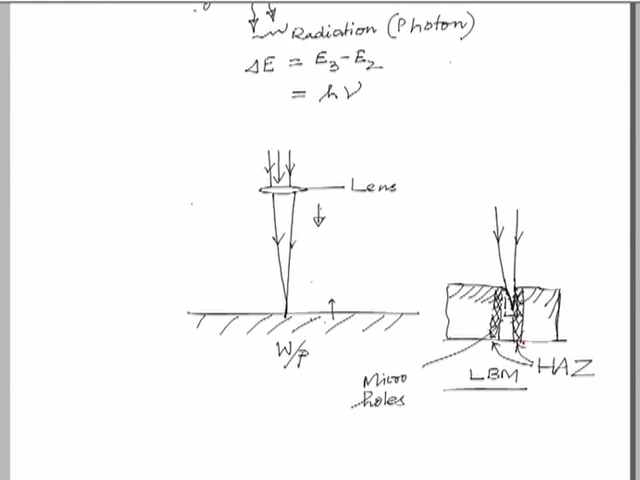 Radiation (Photon)
ΔE = E3-E2
= hν
Lens
W/P
Micro
holes
LBM
HAZ